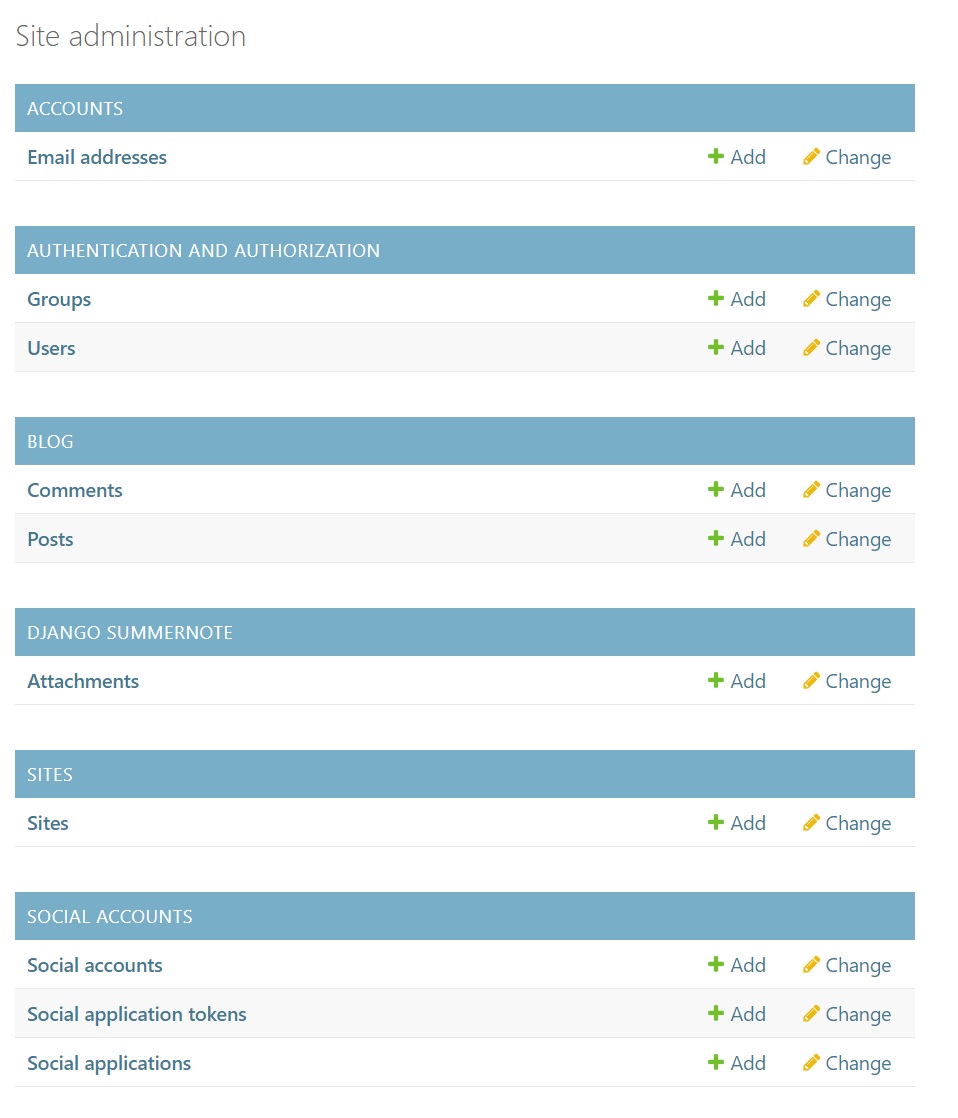 Site administration
ACCOUNTS
Email addresses Add Change
AUTHENTICATION AND AUTHORIZATION
Groups Add Change
Users Add Change
BLOG
Comments Add Change
Posts Add Change
DJANGO SUMMERNOTE
Attachments Add Change
SITES
Sites Add Change
SOCIAL ACCOUNTS
Social accounts Add Change
Social application tokens Add Change
Social applications Add Change